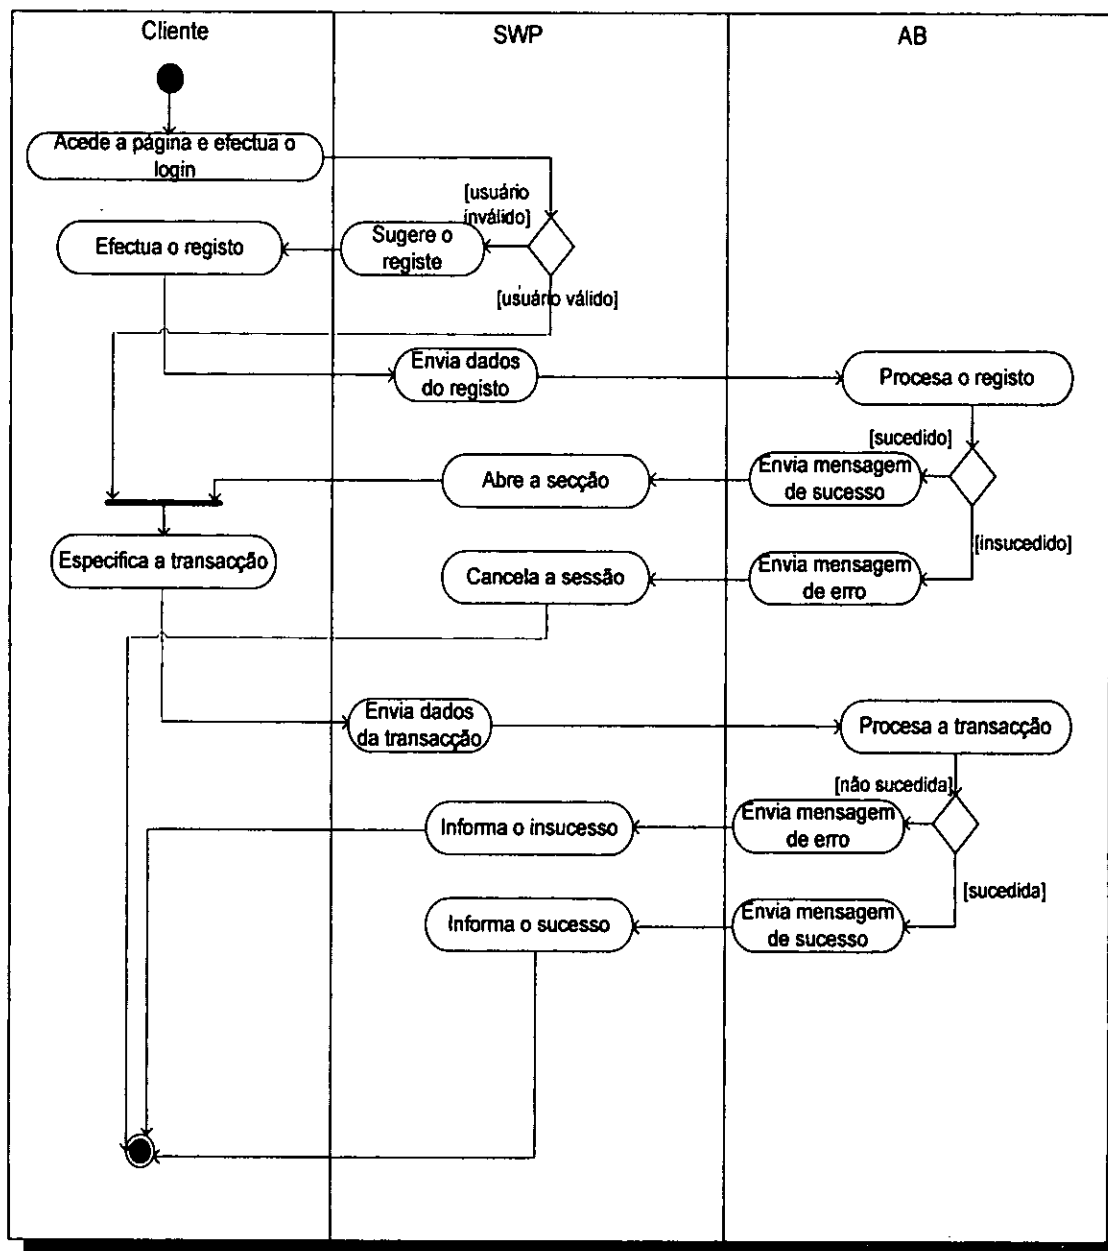 Cliente
SWP
AB
Acede a página e efectua o
login
[usuário
inválido]
Efectua o registo
Sugere o
registe
[usuário válido]
Envia dados
do registo
Procesa o registo
[sucedido]
Abre a secção
Envia mensagem
de sucesso
[insucedido]
Especifica a transacção
Cancela a sessão
Envia mensagem
de erro
Envia dados
da transacção
Procesa a transacção
[não sucedida]
Informa o insucesso
Envia mensagem
de erro
[sucedida]
Informa o sucesso
Envia mensagem
de sucesso